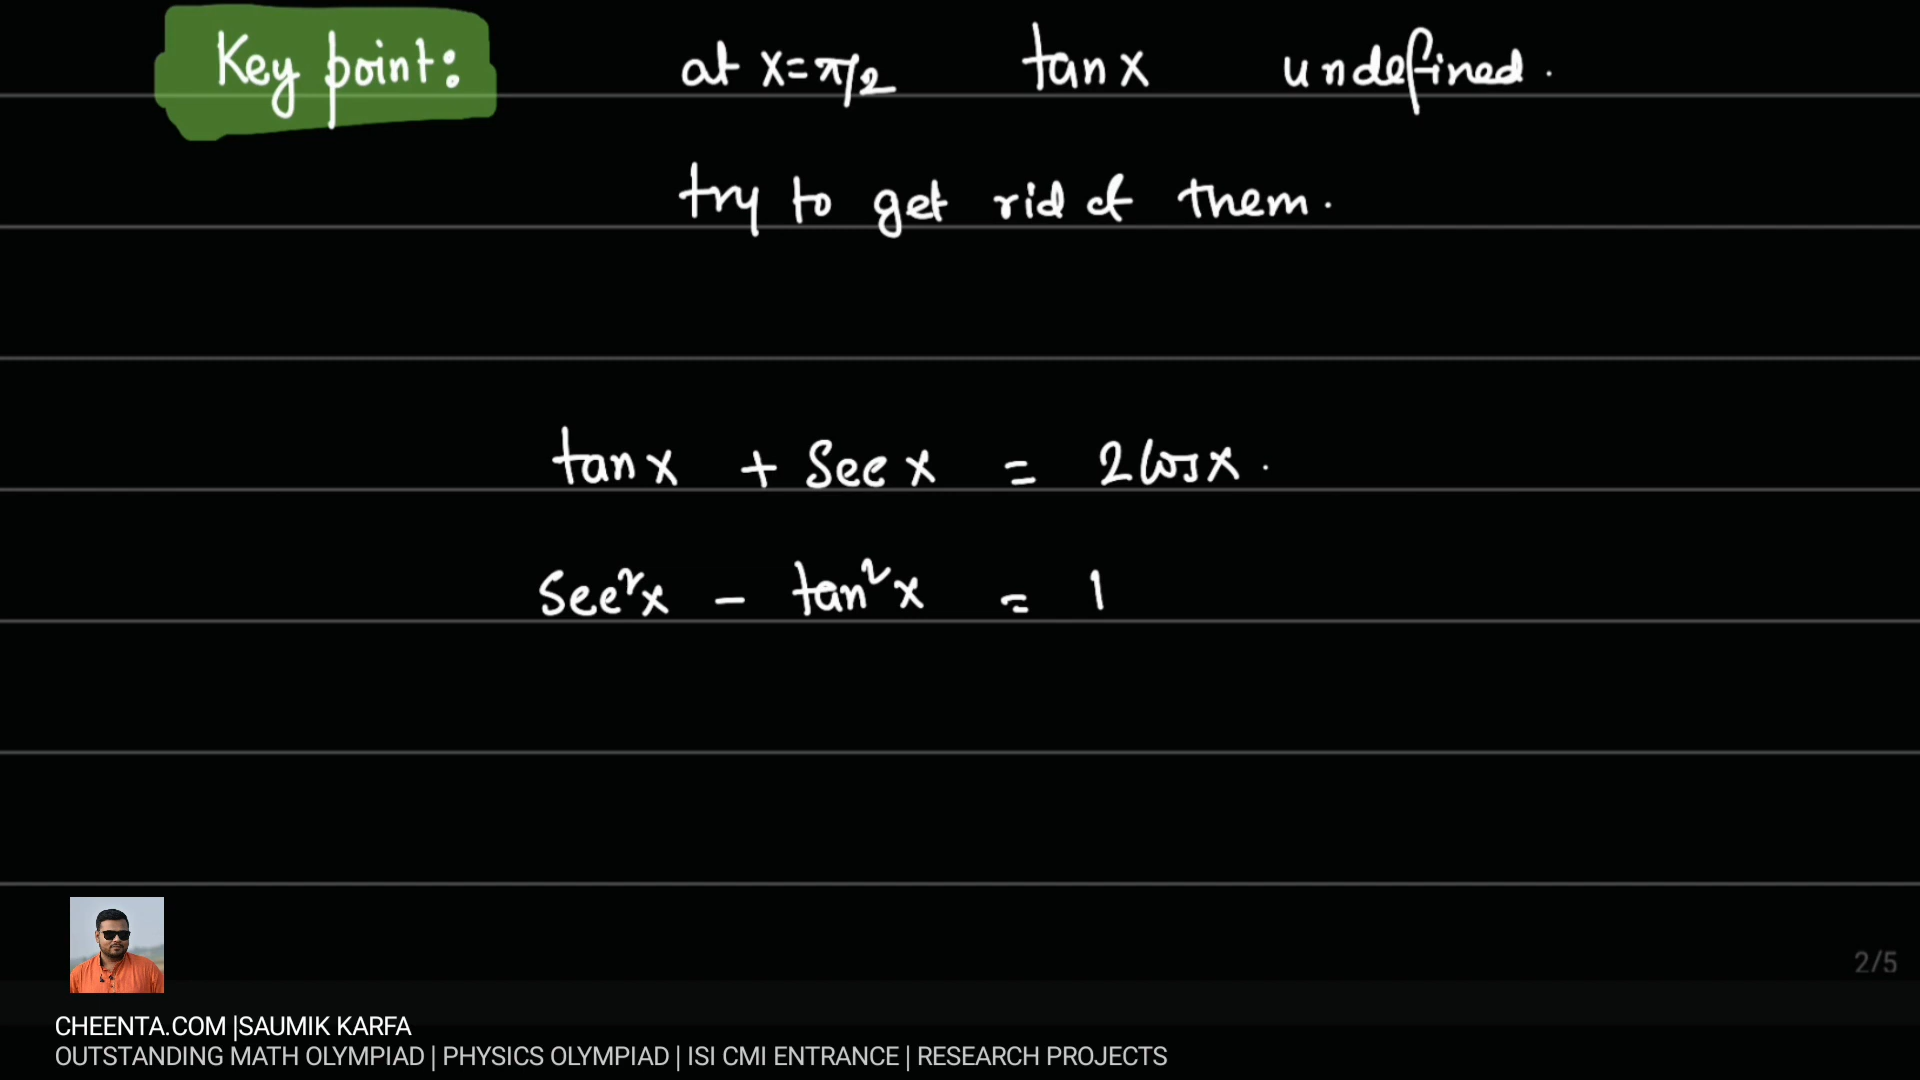 Key point: at x=π/2 tan x undefined.
try to get rid of them.
tan x + Sec x = 2 Cos x.
Sec²x - tan²x = 1
2/5
CHEENTA.COM |SAUMIK KARFA
OUTSTANDING MATH OLYMPIAD | PHYSICS OLYMPIAD | ISI CMI ENTRANCE | RESEARCH PROJECTS